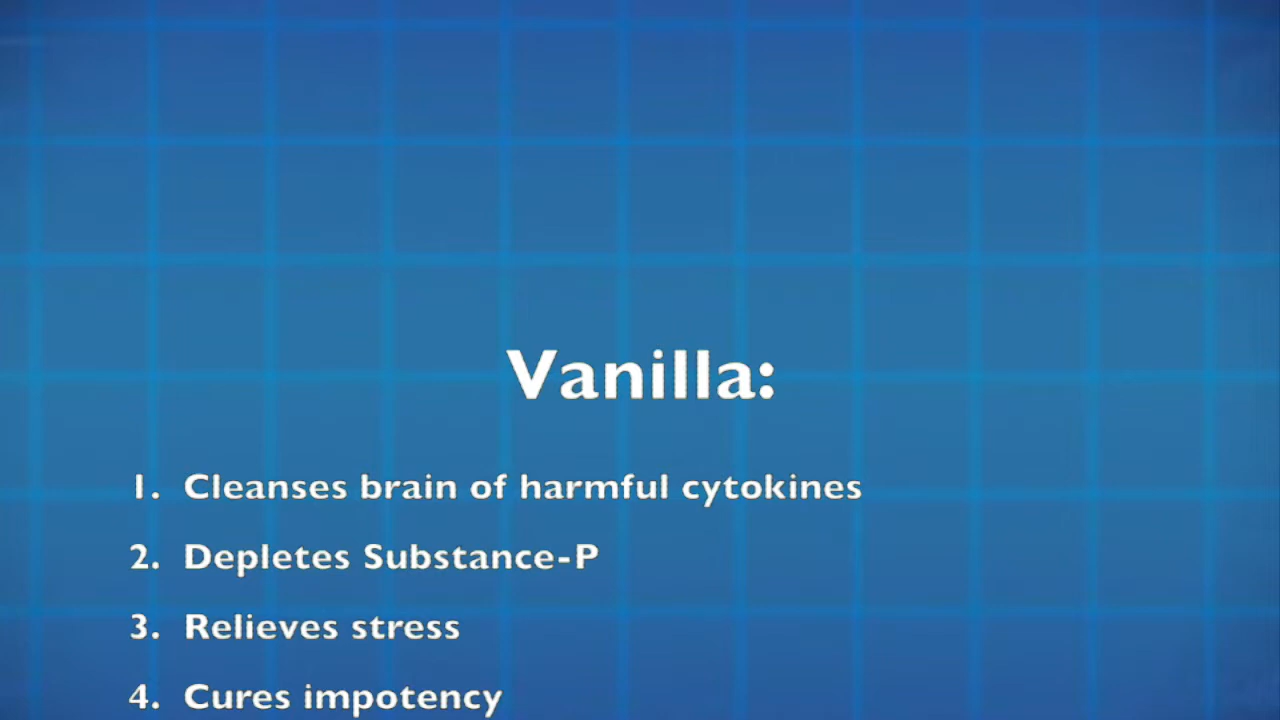 Vanilla:
1. Cleanses brain of harmful cytokines
2. Depletes Substance-P
3. Relieves stress
4. Cures impotency